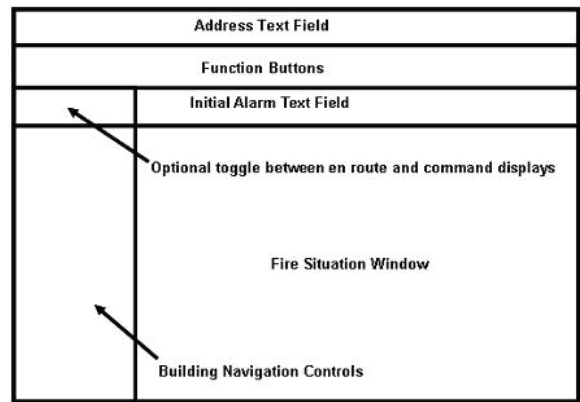 Address Text Field
Function Buttons
Initial Alarm Text Field
Optional toggle between en route and command displays
Fire Situation Window
Building Navigation Controls